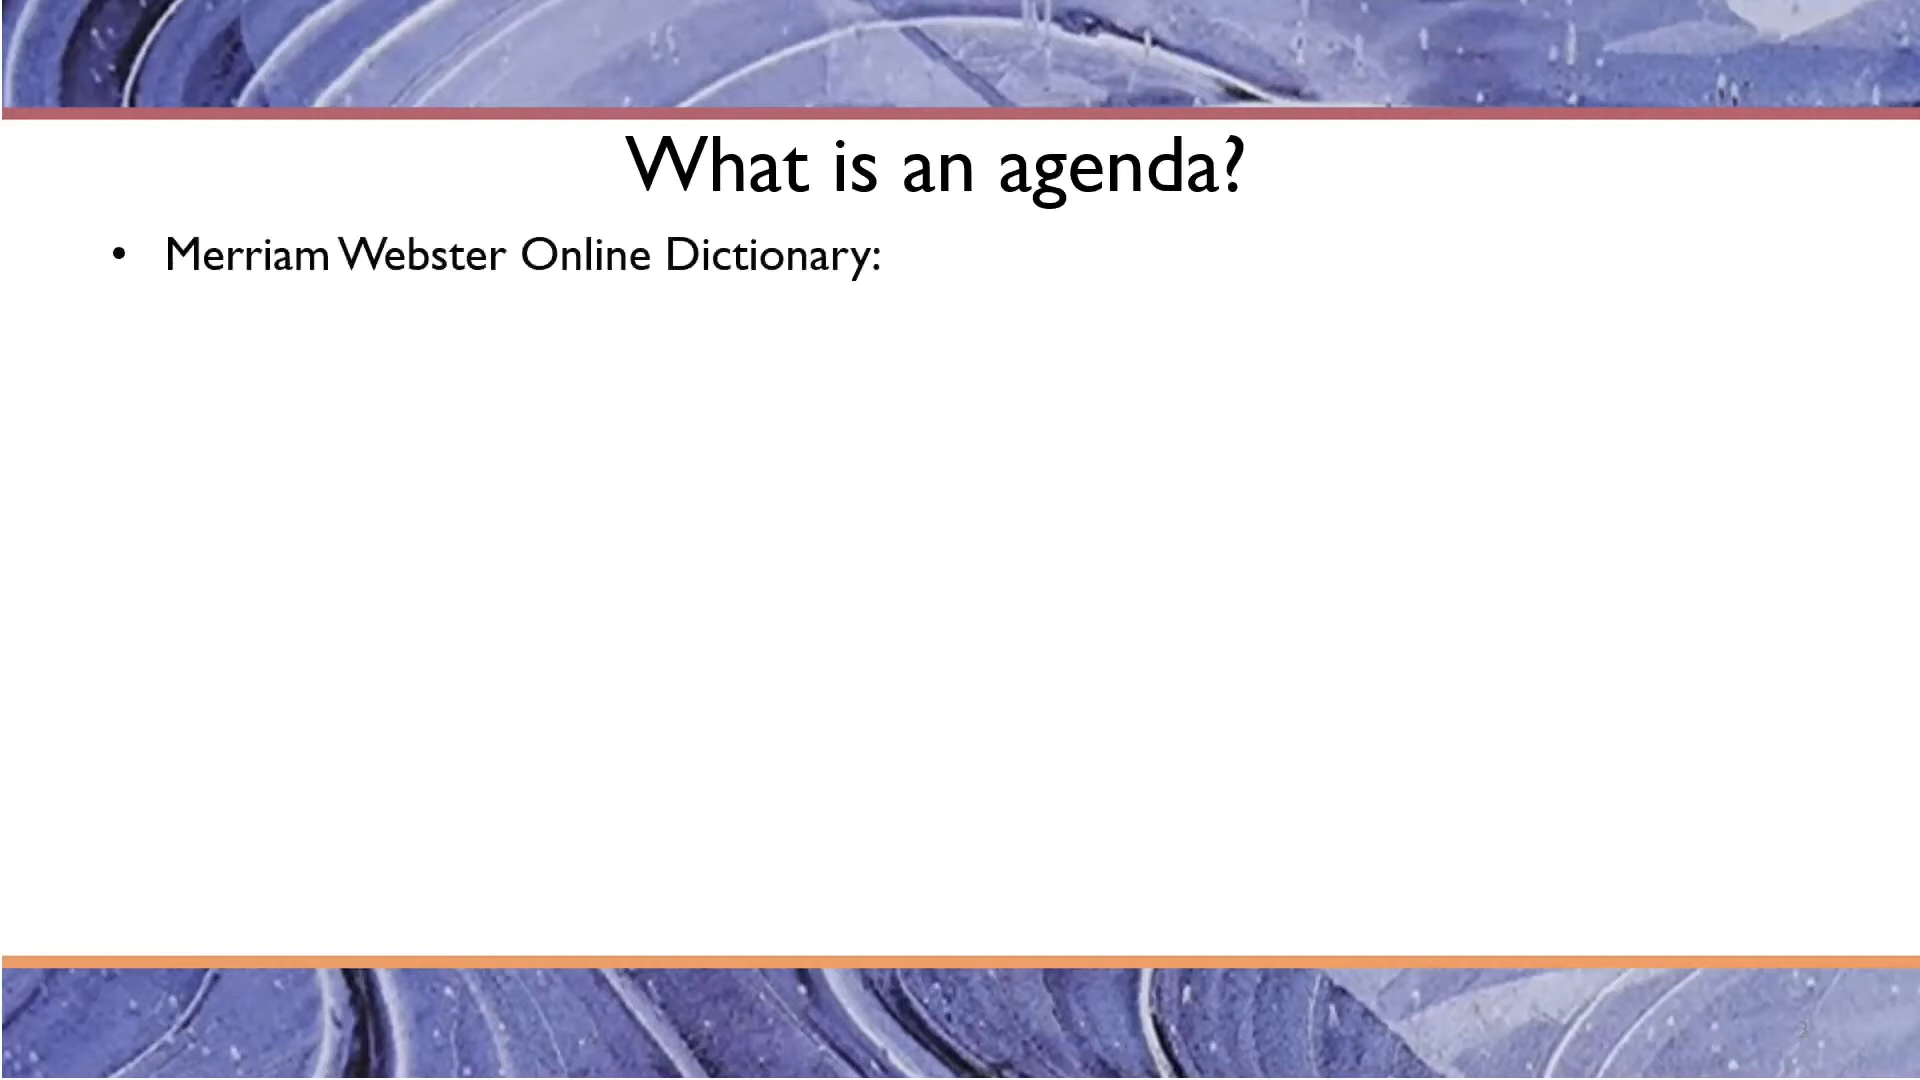 What is an agenda?
• Merriam Webster Online Dictionary: